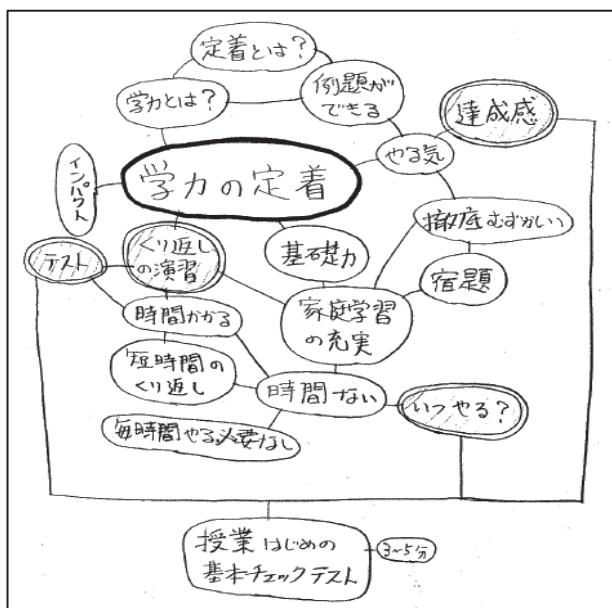 定着とは?
学力とは?
例題が
できる
達成感
やる気
インパクト
学力の定着
徹底むずかしい
テスト
くり返し
の演習
基礎力
宿題
時間かかる
家庭学習
の充実
短時間の
くり返し
時間ない
いつやる?
毎時間やる必要なし
授業はじめの
基本チェックテスト
3~5分